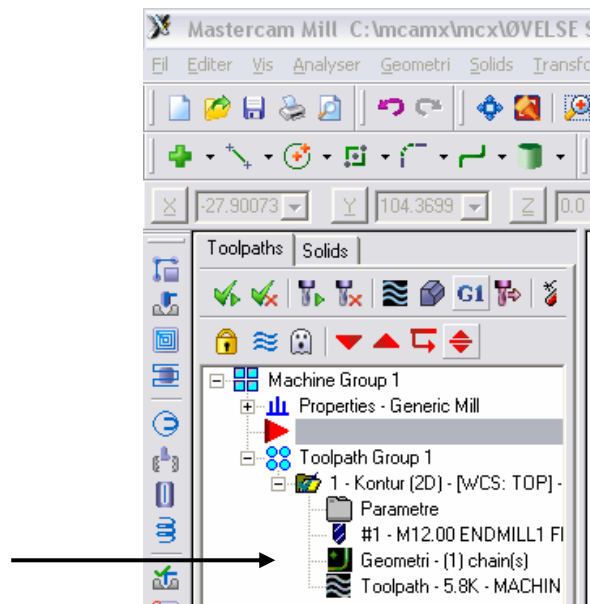 Mastercam Mill C:\mcamx\mcx\ØVELSE S
Fil Editer Vis Analyser Geometri Solids Transfo
X -27.90073 Y 104.3699 Z 0.0
Toolpaths Solids
G1
Machine Group 1
Properties - Generic Mill
Toolpath Group 1
1 - Kontur (2D) - [WCS: TOP] -
Parametre
#1 - M12.00 ENDMILL1 FI
Geometri - (1) chain(s)
Toolpath - 5.8K - MACHIN